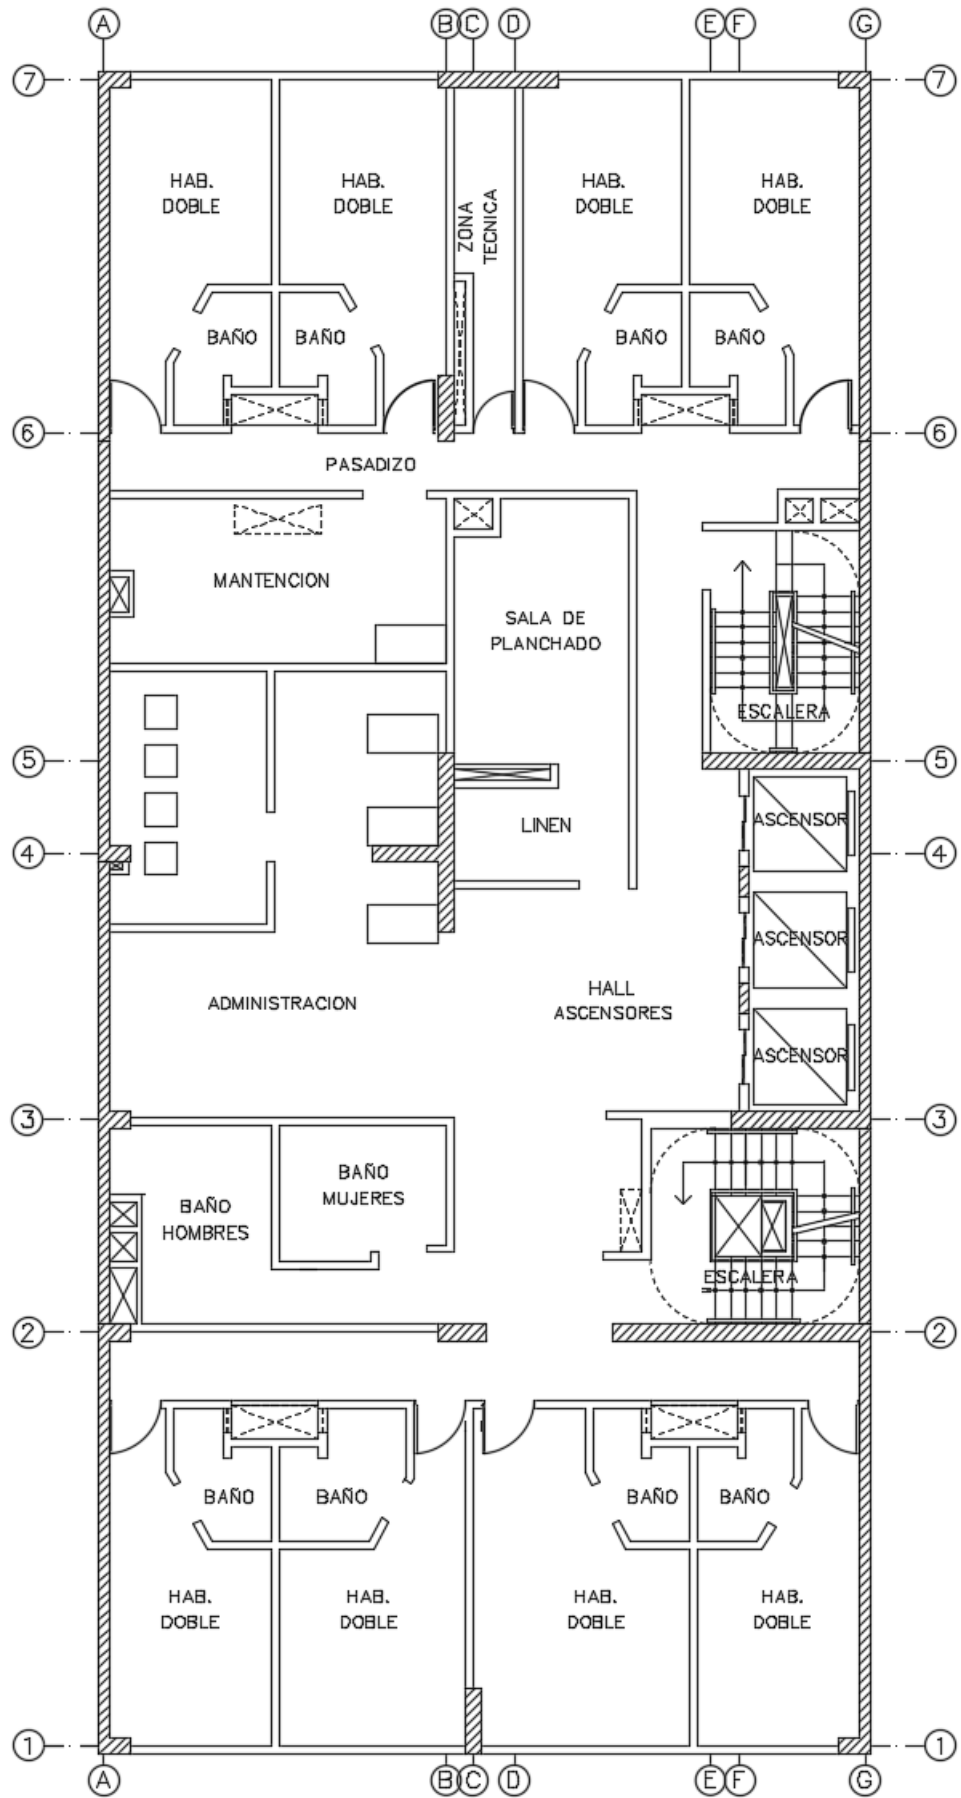 A B C D E F G
7 7
HAB. HAB. HAB. HAB.
DOBLE DOBLE DOBLE DOBLE
ZONA
TECNICA
BAÑO BAÑO BAÑO BAÑO
6 6
PASADIZO
MANTENCION
SALA DE
PLANCHADO
ESCALERA
5 5
ASCENSOR
LINEN
4 4
ASCENSOR
HALL
ASCENSORES
ADMINISTRACION
ASCENSOR
3 3
BAÑO
MUJERES
BAÑO
HOMBRES
ESCALERA
2 2
BAÑO BAÑO BAÑO BAÑO
HAB. HAB. HAB. HAB.
DOBLE DOBLE DOBLE DOBLE
1 1
A B C D E F G